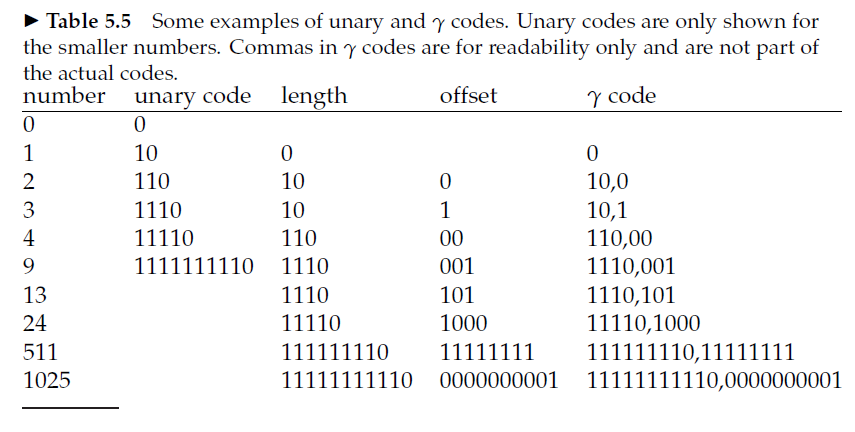 ► Table 5.5 Some examples of unary and γ codes. Unary codes are only shown for
the smaller numbers. Commas in γ codes are for readability only and are not part of
the actual codes.
number unary code length offset γ code
0 0
1 10 0 0
2 110 10 0 10,0
3 1110 10 1 10,1
4 11110 110 00 110,00
9 1111111110 1110 001 1110,001
13 1110 101 1110,101
24 11110 1000 11110,1000
511 111111110 11111111 111111110,11111111
1025 11111111110 0000000001 11111111110,0000000001